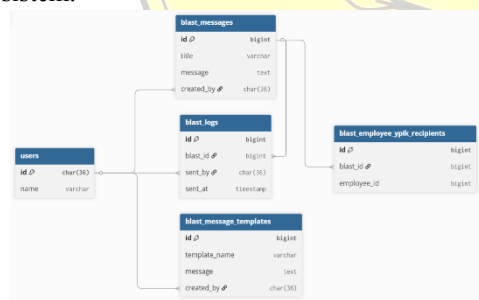 sistem.
blast_messages
id bigint
title varchar
message text
created_by char(36)
blast_logs
id bigint
blast_id bigint
sent_by char(36)
sent_at timestamp
blast_employee_ypik_recipients
id bigint
blast_id bigint
employee_id bigint
users
id char(36)
name varchar
blast_message_templates
id bigint
template_name varchar
message text
created_by char(36)